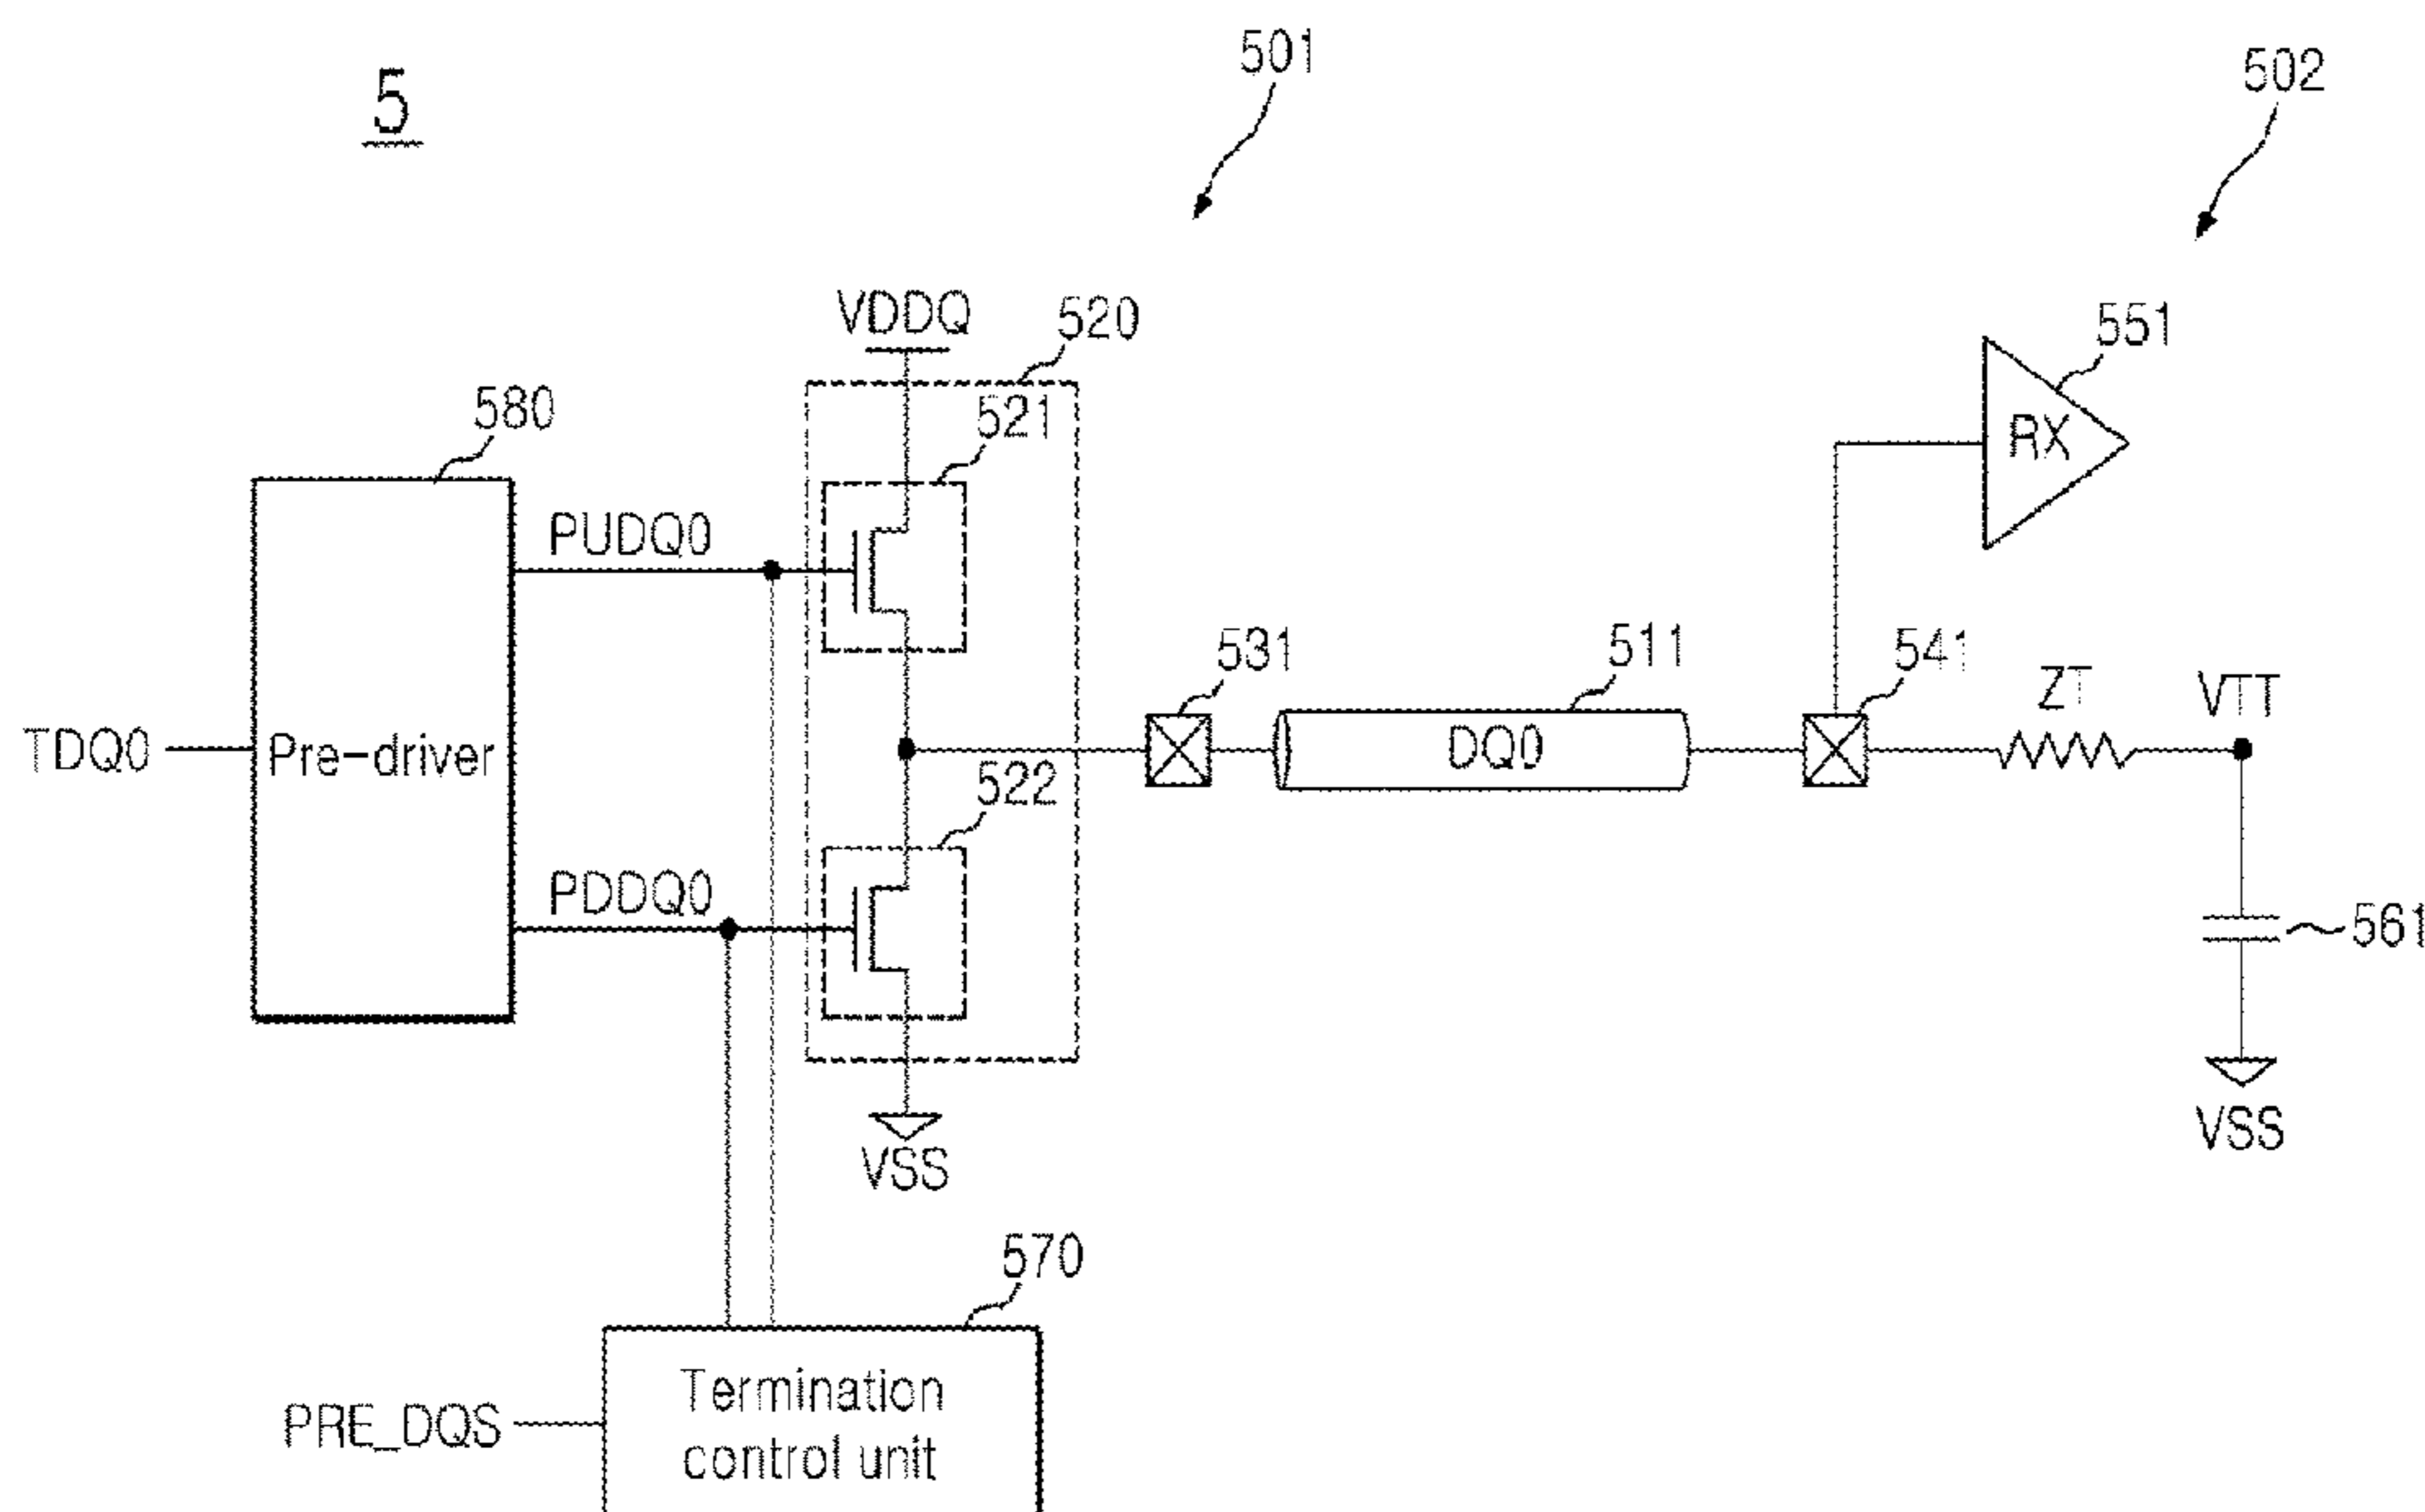 501
502
5
VDDQ
520
551
521
580
RX
PUDQ0
531
511
541
ZT
VTT
TDQ0
Pre-driver
DQ0
522
PDDQ0
561
VSS
VSS
570
Termination
control unit
PRE_DQS